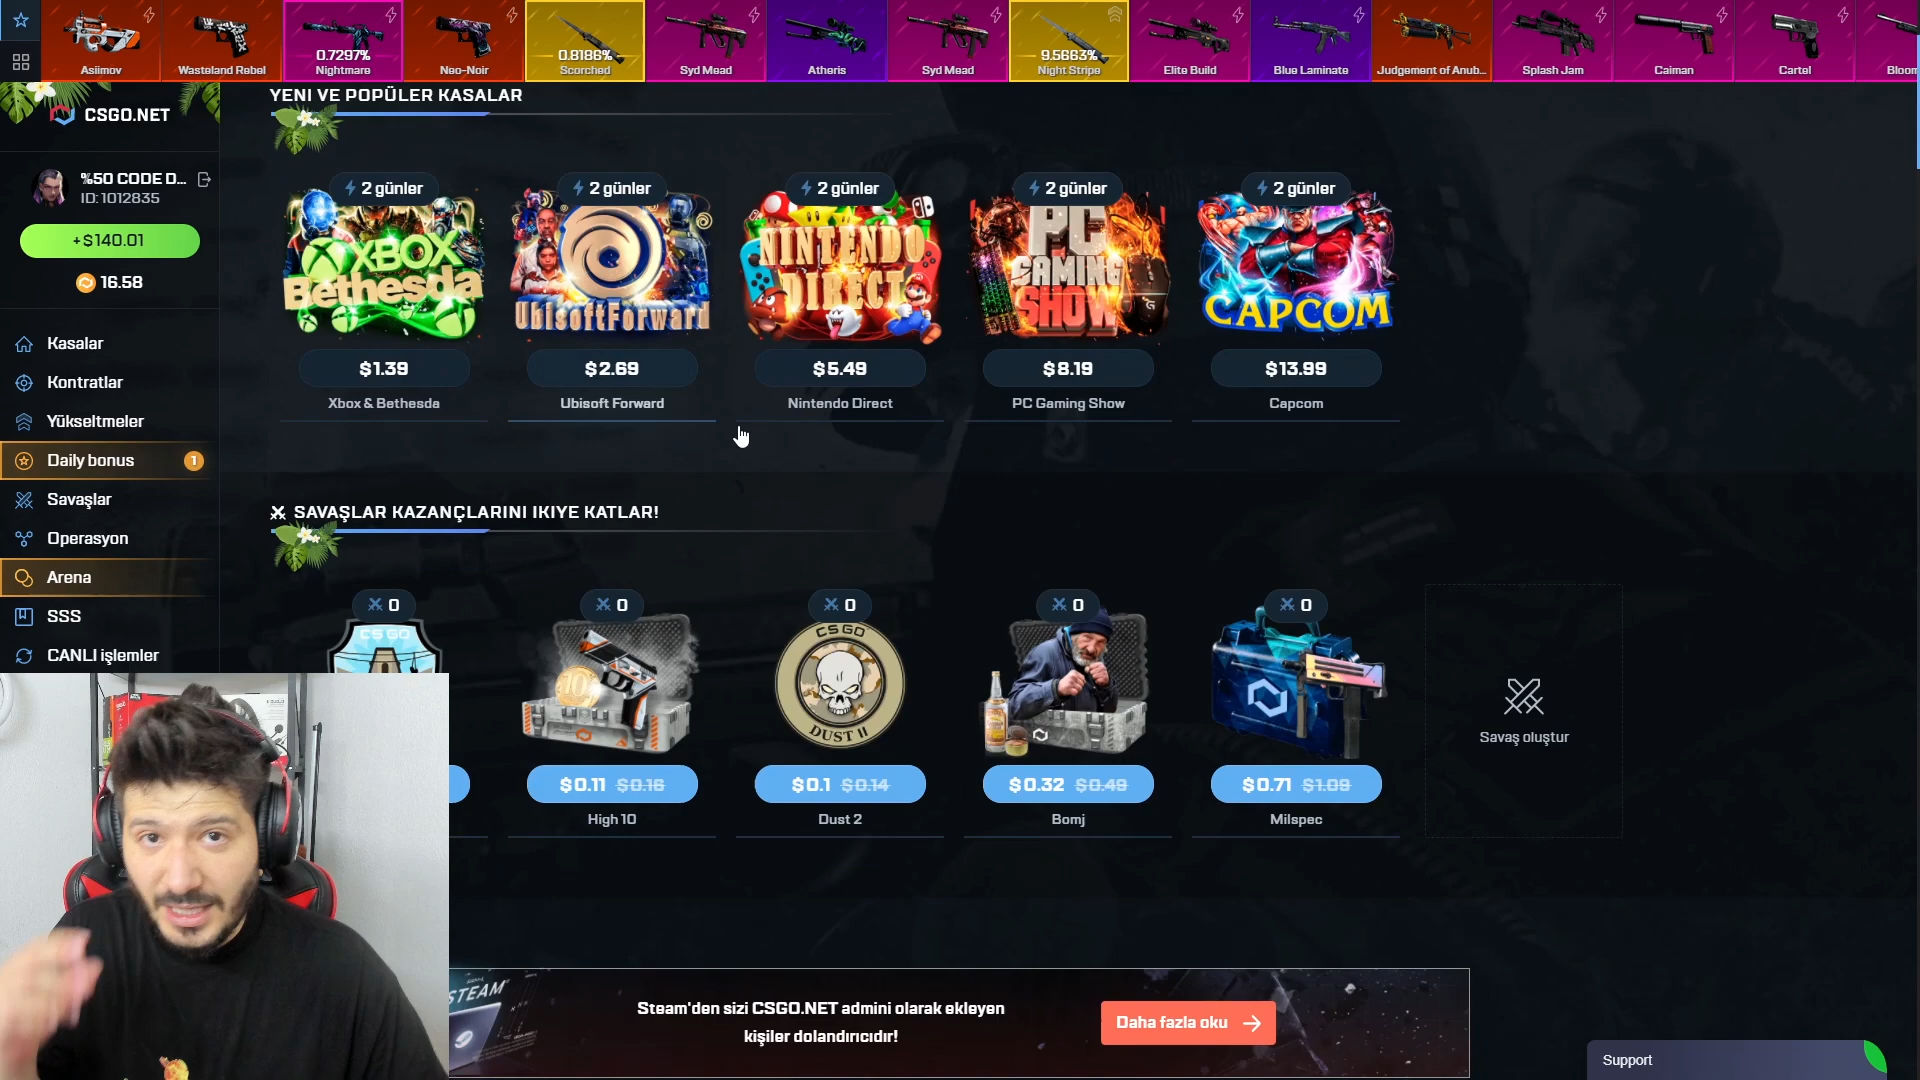 Asiimov
Wasteland Rebel
0.7297%
Nightmare
Neo-Noir
0.8186%
Scorched
Syd Mead
Atheris
Syd Mead
9.5663%
Night Stripe
Elite Build
Blue Laminate
Judgement of Anub...
Splash Jam
Caiman
Cartel
Bloom
CSGO.NET
%50 CODE D...
ID: 1012835
+$140.01
16.58
Kasalar
Kontratlar
Yükseltmeler
Daily bonus
1
Savaşlar
Operasyon
Arena
SSS
CANLI işlemler
YENI VE POPÜLER KASALAR
2 günler
2 günler
2 günler
2 günler
2 günler
XBOX
Bethesda
UbisoftForward
NINTENDO
DIRECT
PC
GAMING
SHOW
CAPCOM
$1.39
$2.69
$5.49
$8.19
$13.99
Xbox & Bethesda
Ubisoft Forward
Nintendo Direct
PC Gaming Show
Capcom
SAVAŞLAR KAZANÇLARINI IKIYE KATLAR!
0
0
0
0
0
CS GO
CS GO
DUST II
10
$0.11 $0.16
$0.1 $0.14
$0.32 $0.49
$0.71 $1.09
High 10
Dust 2
Bomj
Milspec
Savaş oluştur
STEAM
Steam'den sizi CSGO.NET admini olarak ekleyen
kişiler dolandırıcıdır!
Daha fazla oku
Support